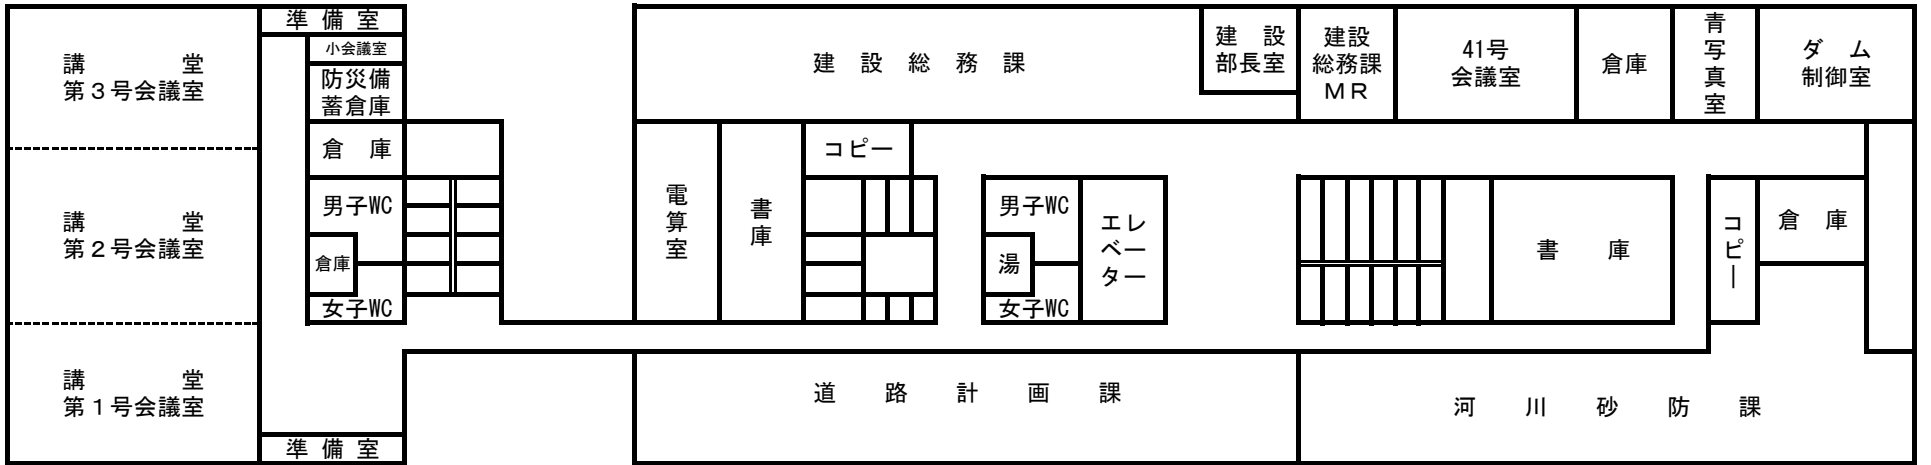 準 備 室
小会議室
防災備
蓄倉庫
倉 庫
男子WC
倉庫
女子WC
準 備 室
講 堂
第３号会議室
講 堂
第２号会議室
講 堂
第１号会議室
建 設 総 務 課
建 設
部長室
建設
総務課
ＭＲ
41号
会議室
倉庫
青写真室
ダ ム
制御室
電算室
書庫
コピー
男子WC
湯
女子WC
エレ
ベー
ター
書 庫
コピー
倉 庫
道 路 計 画 課
河 川 砂 防 課